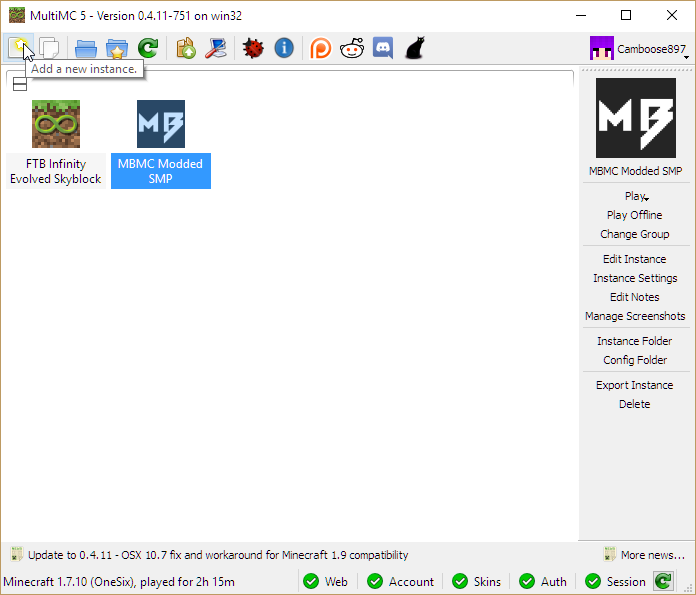 MultiMC 5 - Version 0.4.11-751 on win32
Camboose897
Add a new instance.
FTB Infinity
Evolved Skyblock
MB
MBMC Modded
SMP
MB
MBMC Modded SMP
Play
Play Offline
Change Group
Edit Instance
Instance Settings
Edit Notes
Manage Screenshots
Instance Folder
Config Folder
Export Instance
Delete
Update to 0.4.11 - OSX 10.7 fix and workaround for Minecraft 1.9 compatibility
More news...
Minecraft 1.7.10 (OneSix), played for 2h 15m
Web
Account
Skins
Auth
Session